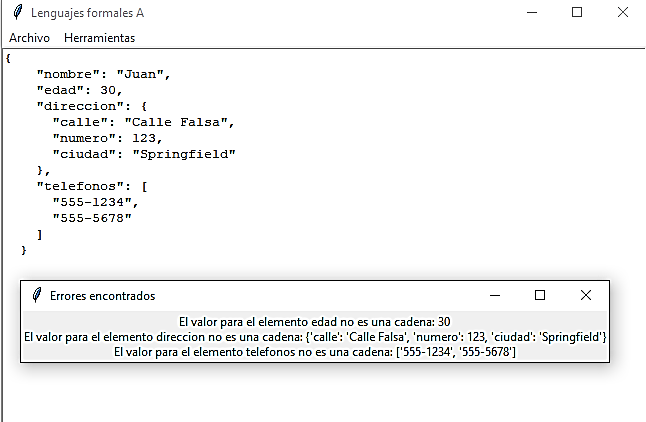 Lenguajes formales A
Archivo Herramientas
{
"nombre": "Juan",
"edad": 30,
"direccion": {
"calle": "Calle Falsa",
"numero": 123,
"ciudad": "Springfield"
},
"telefonos": [
"555-1234",
"555-5678"
]
}
Errores encontrados
El valor para el elemento edad no es una cadena: 30
El valor para el elemento direccion no es una cadena: {'calle': 'Calle Falsa', 'numero': 123, 'ciudad': 'Springfield'}
El valor para el elemento telefonos no es una cadena: ['555-1234', '555-5678']